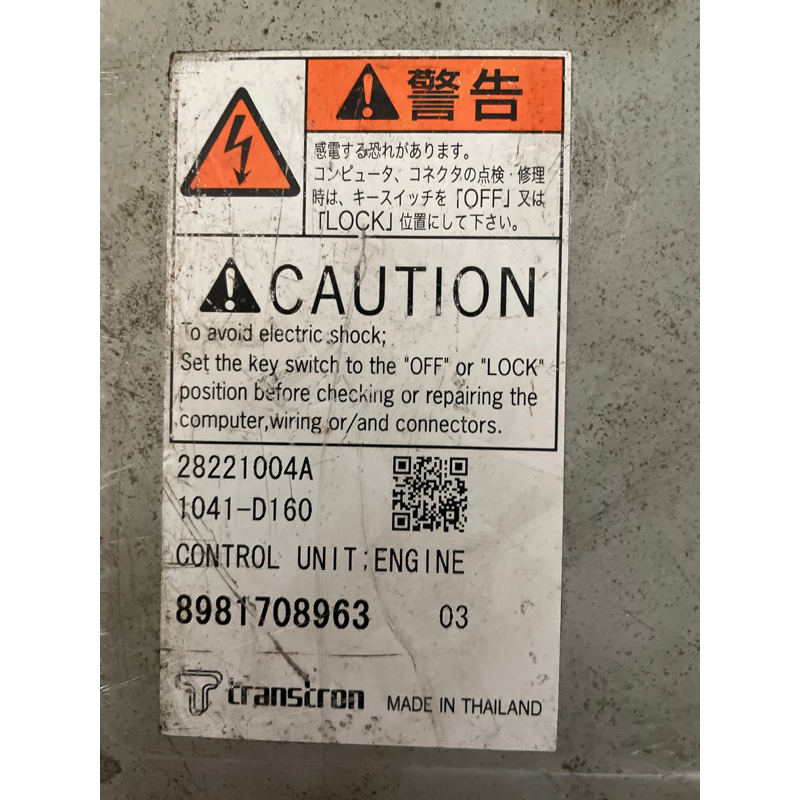 警告
感電する恐れがあります。
コンピュータ、コネクタの点検・修理
時は、キースイッチを「OFF」又は
「LOCK」位置にして下さい。
CAUTION
To avoid electric shock;
Set the key switch to the "OFF" or "LOCK"
position before checking or repairing the
computer,wiring or/and connectors.
28221004A
1041-D160
CONTROL UNIT;ENGINE
8981708963 03
transtron MADE IN THAILAND